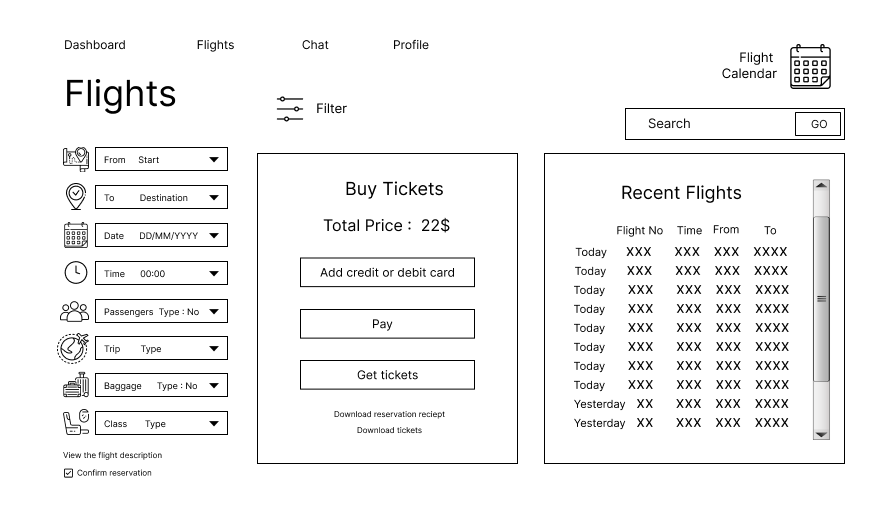 Dashboard Flights Chat Profile
Flight
Calendar
Flights
Filter
Search GO
From Start
To Destination
Date DD/MM/YYYY
Time 00:00
Passengers Type : No
Trip Type
Baggage Type : No
Class Type
View the flight description
Confirm reservation
Buy Tickets
Total Price : 22$
Add credit or debit card
Pay
Get tickets
Download reservation reciept
Download tickets
Recent Flights
Flight No Time From To
Today XXX XXX XXX XXXX
Today XXX XXX XXX XXXX
Today XXX XXX XXX XXXX
Today XXX XXX XXX XXXX
Today XXX XXX XXX XXXX
Today XXX XXX XXX XXXX
Today XXX XXX XXX XXXX
Today XXX XXX XXX XXXX
Yesterday XX XXX XXX XXXX
Yesterday XX XXX XXX XXXX